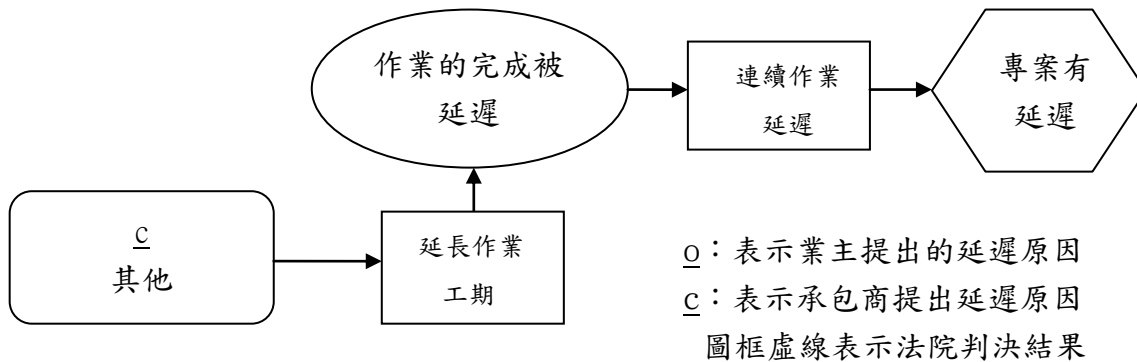 作業的完成被
延遲
連續作業
延遲
專案有
延遲
c
其他
延長作業
工期
o：表示業主提出的延遲原因
c：表示承包商提出延遲原因
圖框虛線表示法院判決結果